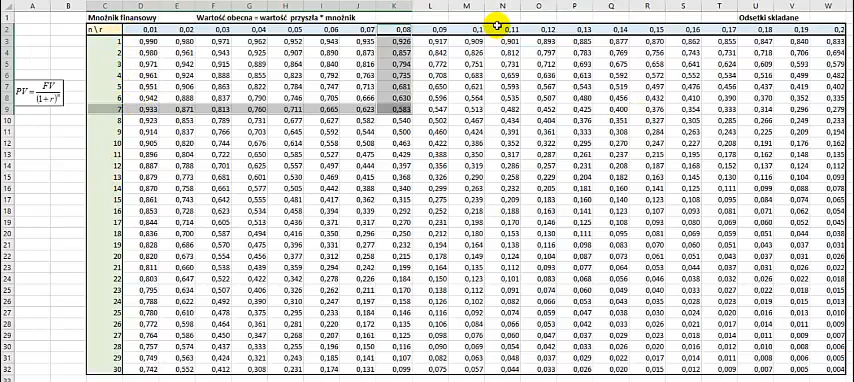 A B C D E F G H I J K L M N O P Q R S T U V W
1 Mnożnik finansowy Wartość obecna = wartość przyszła * mnożnik Odsetki składane
2 n \ r 0,01 0,02 0,03 0,04 0,05 0,06 0,07 0,08 0,09 0,1 0,11 0,12 0,13 0,14 0,15 0,16 0,17 0,18 0,19 0,2
3 1 0,990 0,980 0,971 0,962 0,952 0,943 0,935 0,926 0,917 0,909 0,901 0,893 0,885 0,877 0,870 0,862 0,855 0,847 0,840 0,833
4 2 0,980 0,961 0,943 0,925 0,907 0,890 0,873 0,857 0,842 0,826 0,812 0,797 0,783 0,769 0,756 0,743 0,731 0,718 0,706 0,694
5 3 0,971 0,942 0,915 0,889 0,864 0,840 0,816 0,794 0,772 0,751 0,731 0,712 0,693 0,675 0,658 0,641 0,624 0,609 0,593 0,579
6 4 0,961 0,924 0,888 0,855 0,823 0,792 0,763 0,735 0,708 0,683 0,659 0,636 0,613 0,592 0,572 0,552 0,534 0,516 0,499 0,482
7 5 0,951 0,906 0,863 0,822 0,784 0,747 0,713 0,681 0,650 0,621 0,593 0,567 0,543 0,519 0,497 0,476 0,456 0,437 0,419 0,402
PV= FV / (1+r)^n
8 6 0,942 0,888 0,837 0,790 0,746 0,705 0,666 0,630 0,596 0,564 0,535 0,507 0,480 0,456 0,432 0,410 0,390 0,370 0,352 0,335
9 7 0,933 0,871 0,813 0,760 0,711 0,665 0,623 0,583 0,547 0,513 0,482 0,452 0,425 0,400 0,376 0,354 0,333 0,314 0,296 0,279
10 8 0,923 0,853 0,789 0,731 0,677 0,627 0,582 0,540 0,502 0,467 0,434 0,404 0,376 0,351 0,327 0,305 0,285 0,266 0,249 0,233
11 9 0,914 0,837 0,766 0,703 0,645 0,592 0,544 0,500 0,460 0,424 0,391 0,361 0,333 0,308 0,284 0,263 0,243 0,225 0,209 0,194
12 10 0,905 0,820 0,744 0,676 0,614 0,558 0,508 0,463 0,422 0,386 0,352 0,322 0,295 0,270 0,247 0,227 0,208 0,191 0,176 0,162
13 11 0,896 0,804 0,722 0,650 0,585 0,527 0,475 0,429 0,388 0,350 0,317 0,287 0,261 0,237 0,215 0,195 0,178 0,162 0,148 0,135
14 12 0,887 0,788 0,701 0,625 0,557 0,497 0,444 0,397 0,356 0,319 0,286 0,257 0,231 0,208 0,187 0,168 0,152 0,137 0,124 0,112
15 13 0,879 0,773 0,681 0,601 0,530 0,469 0,415 0,368 0,326 0,290 0,258 0,229 0,204 0,182 0,163 0,145 0,130 0,116 0,104 0,093
16 14 0,870 0,758 0,661 0,577 0,505 0,442 0,388 0,340 0,299 0,263 0,232 0,205 0,181 0,160 0,141 0,125 0,111 0,099 0,088 0,078
17 15 0,861 0,743 0,642 0,555 0,481 0,417 0,362 0,315 0,275 0,239 0,209 0,183 0,160 0,140 0,123 0,108 0,095 0,084 0,074 0,065
18 16 0,853 0,728 0,623 0,534 0,458 0,394 0,339 0,292 0,252 0,218 0,188 0,163 0,141 0,123 0,107 0,093 0,081 0,071 0,062 0,054
19 17 0,844 0,714 0,605 0,513 0,436 0,371 0,317 0,270 0,231 0,198 0,170 0,146 0,125 0,108 0,093 0,080 0,069 0,060 0,052 0,045
20 18 0,836 0,700 0,587 0,494 0,416 0,350 0,296 0,250 0,212 0,180 0,153 0,130 0,111 0,095 0,081 0,069 0,059 0,051 0,044 0,038
21 19 0,828 0,686 0,570 0,475 0,396 0,331 0,277 0,232 0,194 0,164 0,138 0,116 0,098 0,083 0,070 0,060 0,051 0,043 0,037 0,031
22 20 0,820 0,673 0,554 0,456 0,377 0,312 0,258 0,215 0,178 0,149 0,124 0,104 0,087 0,073 0,061 0,051 0,043 0,037 0,031 0,026
23 21 0,811 0,660 0,538 0,439 0,359 0,294 0,242 0,199 0,164 0,135 0,112 0,093 0,077 0,064 0,053 0,044 0,037 0,031 0,026 0,022
24 22 0,803 0,647 0,522 0,422 0,342 0,278 0,226 0,184 0,150 0,123 0,101 0,083 0,068 0,056 0,046 0,038 0,032 0,026 0,022 0,018
25 23 0,795 0,634 0,507 0,406 0,326 0,262 0,211 0,170 0,138 0,112 0,091 0,074 0,060 0,049 0,040 0,033 0,027 0,022 0,018 0,015
26 24 0,788 0,622 0,492 0,390 0,310 0,247 0,197 0,158 0,126 0,102 0,082 0,066 0,053 0,043 0,035 0,028 0,023 0,019 0,015 0,013
27 25 0,780 0,610 0,478 0,375 0,295 0,233 0,184 0,146 0,116 0,092 0,074 0,059 0,047 0,038 0,030 0,024 0,020 0,016 0,013 0,010
28 26 0,772 0,598 0,464 0,361 0,281 0,220 0,172 0,135 0,106 0,084 0,066 0,053 0,042 0,033 0,026 0,021 0,017 0,014 0,011 0,009
29 27 0,764 0,586 0,450 0,347 0,268 0,207 0,161 0,125 0,098 0,076 0,060 0,047 0,037 0,029 0,023 0,018 0,014 0,011 0,009 0,007
30 28 0,757 0,574 0,437 0,333 0,255 0,196 0,150 0,116 0,090 0,069 0,054 0,042 0,033 0,026 0,020 0,016 0,012 0,010 0,008 0,006
31 29 0,749 0,563 0,424 0,321 0,243 0,185 0,141 0,107 0,082 0,063 0,048 0,037 0,029 0,022 0,017 0,014 0,011 0,008 0,006 0,005
32 30 0,742 0,552 0,412 0,308 0,231 0,174 0,131 0,099 0,075 0,057 0,044 0,033 0,026 0,020 0,015 0,012 0,009 0,007 0,005 0,004